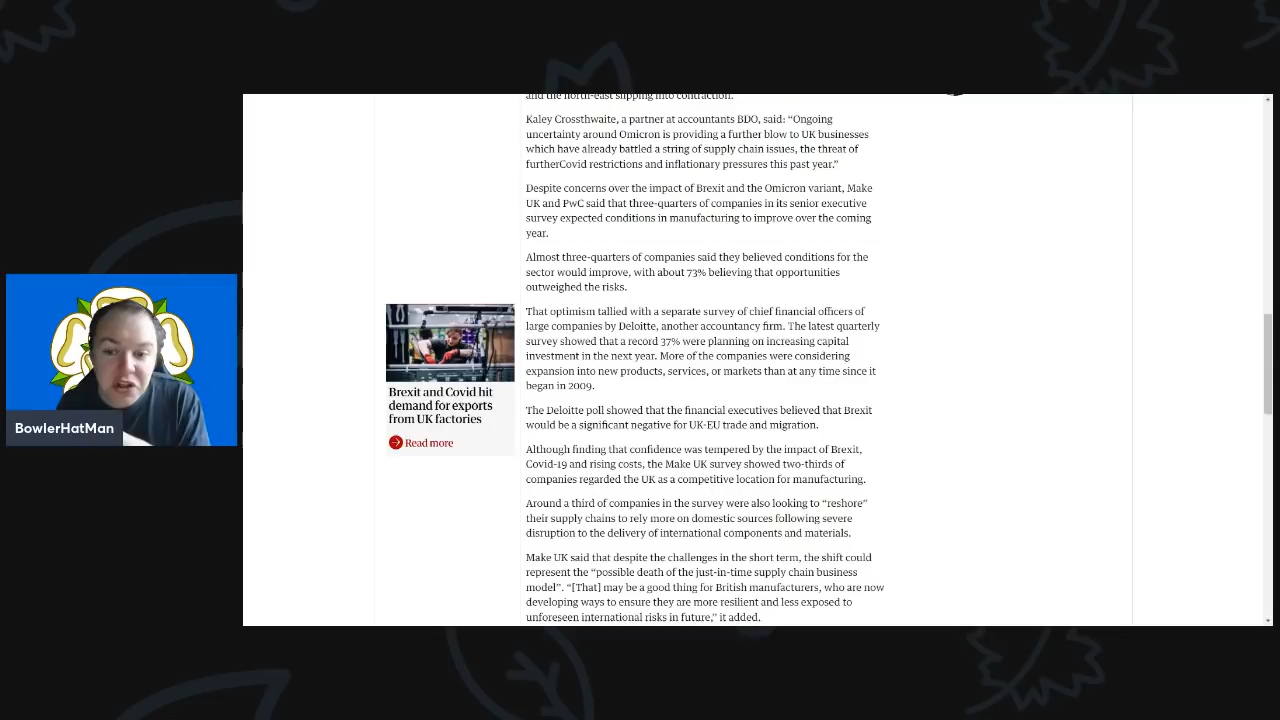 and the north-east slipping into contraction.
Kaley Crossthwaite, a partner at accountants BDO, said: “Ongoing
uncertainty around Omicron is providing a further blow to UK businesses
which have already battled a string of supply chain issues, the threat of
furtherCovid restrictions and inflationary pressures this past year.”
Despite concerns over the impact of Brexit and the Omicron variant, Make
UK and PwC said that three-quarters of companies in its senior executive
survey expected conditions in manufacturing to improve over the coming
year.
Almost three-quarters of companies said they believed conditions for the
sector would improve, with about 73% believing that opportunities
outweighed the risks.
That optimism tallied with a separate survey of chief financial officers of
large companies by Deloitte, another accountancy firm. The latest quarterly
survey showed that a record 37% were planning on increasing capital
investment in the next year. More of the companies were considering
expansion into new products, services, or markets than at any time since it
began in 2009.
The Deloitte poll showed that the financial executives believed that Brexit
would be a significant negative for UK-EU trade and migration.
Although finding that confidence was tempered by the impact of Brexit,
Covid-19 and rising costs, the Make UK survey showed two-thirds of
companies regarded the UK as a competitive location for manufacturing.
Around a third of companies in the survey were also looking to “reshore”
their supply chains to rely more on domestic sources following severe
disruption to the delivery of international components and materials.
Make UK said that despite the challenges in the short term, the shift could
represent the “possible death of the just-in-time supply chain business
model”. “[That] may be a good thing for British manufacturers, who are now
developing ways to ensure they are more resilient and less exposed to
unforeseen international risks in future,” it added.
Brexit and Covid hit
demand for exports
from UK factories
Read more
BowlerHatMan